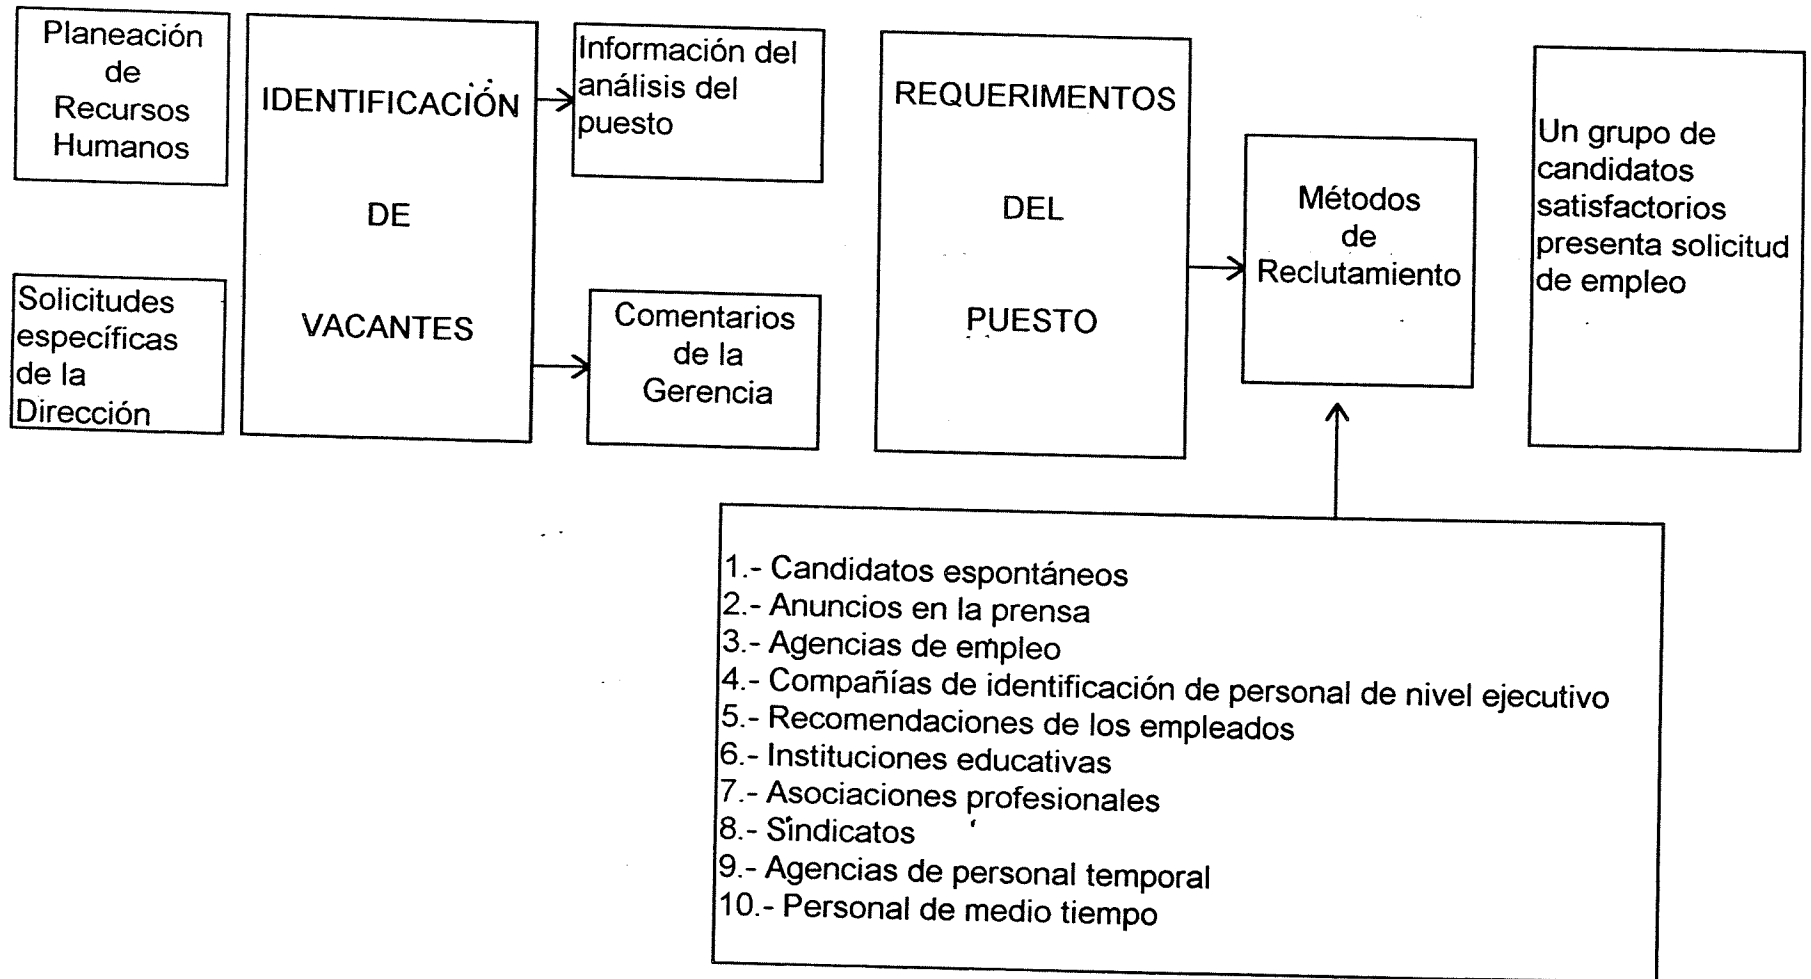 Planeación
de
Recursos
Humanos
Solicitudes
específicas
de la
Dirección
IDENTIFICACIÓN
DE
VACANTES
Información del
análisis del
puesto
Comentarios
de la
Gerencia
REQUERIMENTOS
DEL
PUESTO
Métodos
de
Reclutamiento
Un grupo de
candidatos
satisfactorios
presenta solicitud
de empleo
1.- Candidatos espontáneos
2.- Anuncios en la prensa
3.- Agencias de empleo
4.- Compañías de identificación de personal de nivel ejecutivo
5.- Recomendaciones de los empleados
6.- Instituciones educativas
7.- Asociaciones profesionales
8.- Sindicatos
9.- Agencias de personal temporal
10.- Personal de medio tiempo